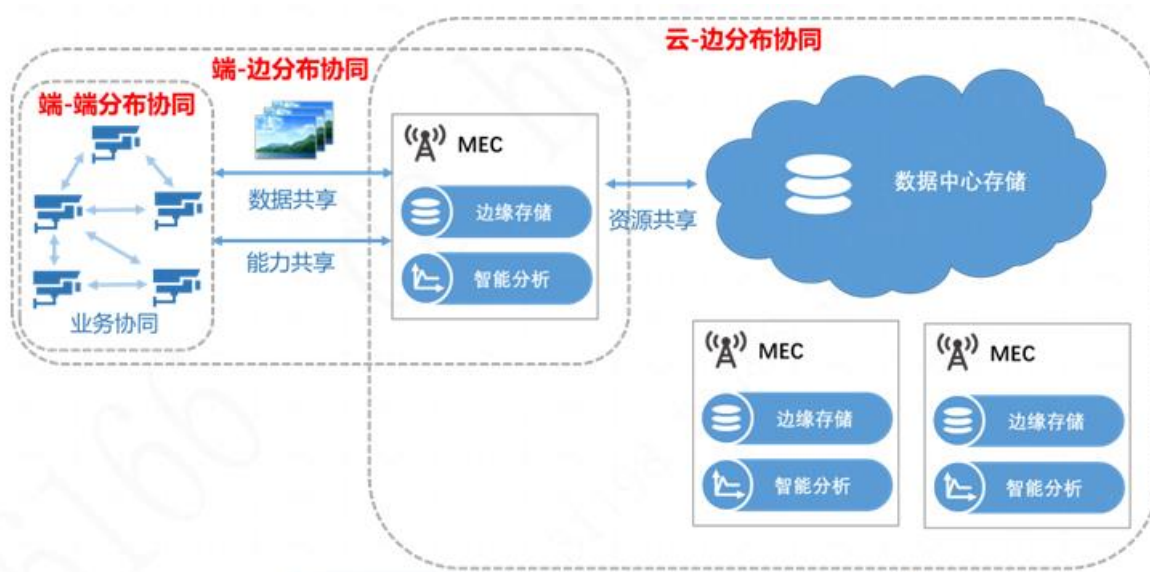 云-边分布协同
端-边分布协同
端-端分布协同
业务协同
数据共享
能力共享
MEC
边缘存储
智能分析
资源共享
数据中心存储
MEC
边缘存储
智能分析
MEC
边缘存储
智能分析